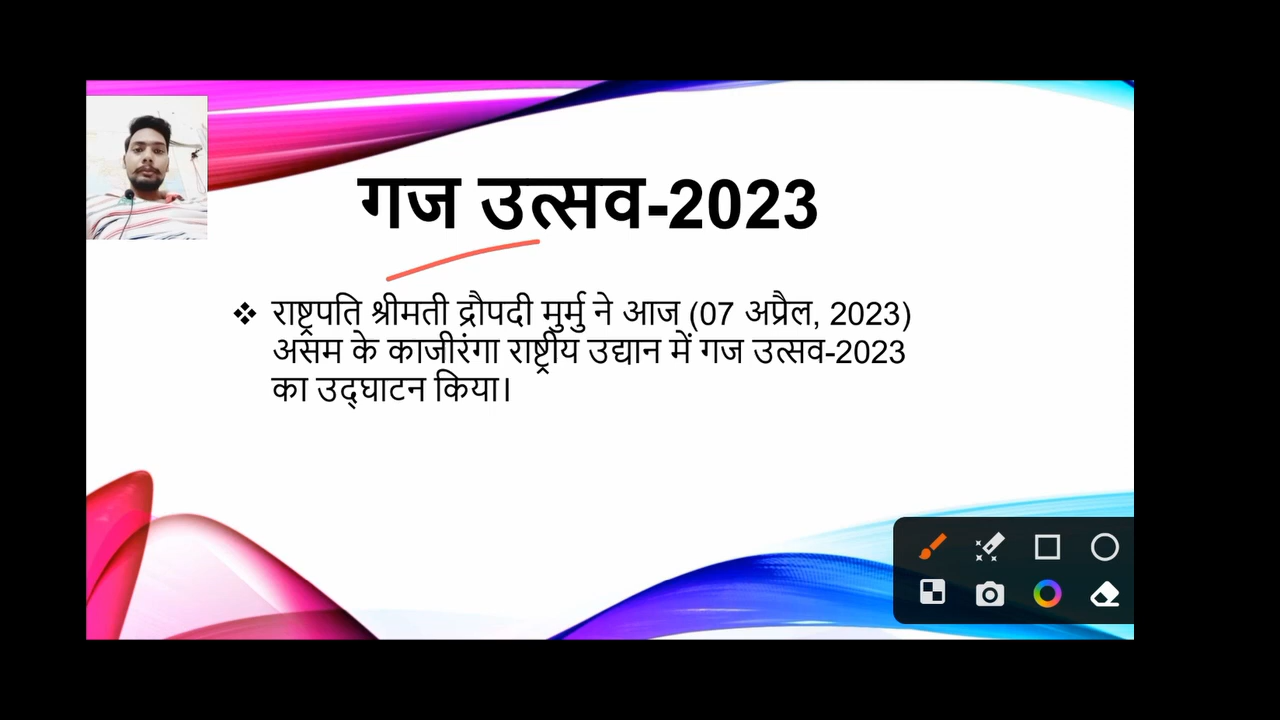 गज उत्सव-2023
❖ राष्ट्रपति श्रीमती द्रौपदी मुर्मु ने आज (07 अप्रैल, 2023)
असम के काजीरंगा राष्ट्रीय उद्यान में गज उत्सव-2023
का उद्घाटन किया।